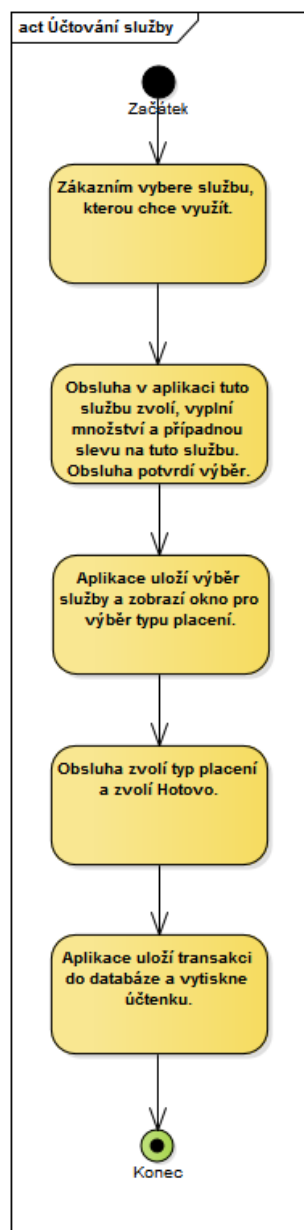 act Účtování služby
Začátek
Zákazním vybere službu,
kterou chce využít.
Obsluha v aplikaci tuto
službu zvolí, vyplní
množství a případnou
slevu na tuto službu.
Obsluha potvrdí výběr.
Aplikace uloží výběr
služby a zobrazí okno pro
výběr typu placení.
Obsluha zvolí typ placení
a zvolí Hotovo.
Aplikace uloží transakci
do databáze a vytiskne
účtenku.
Konec